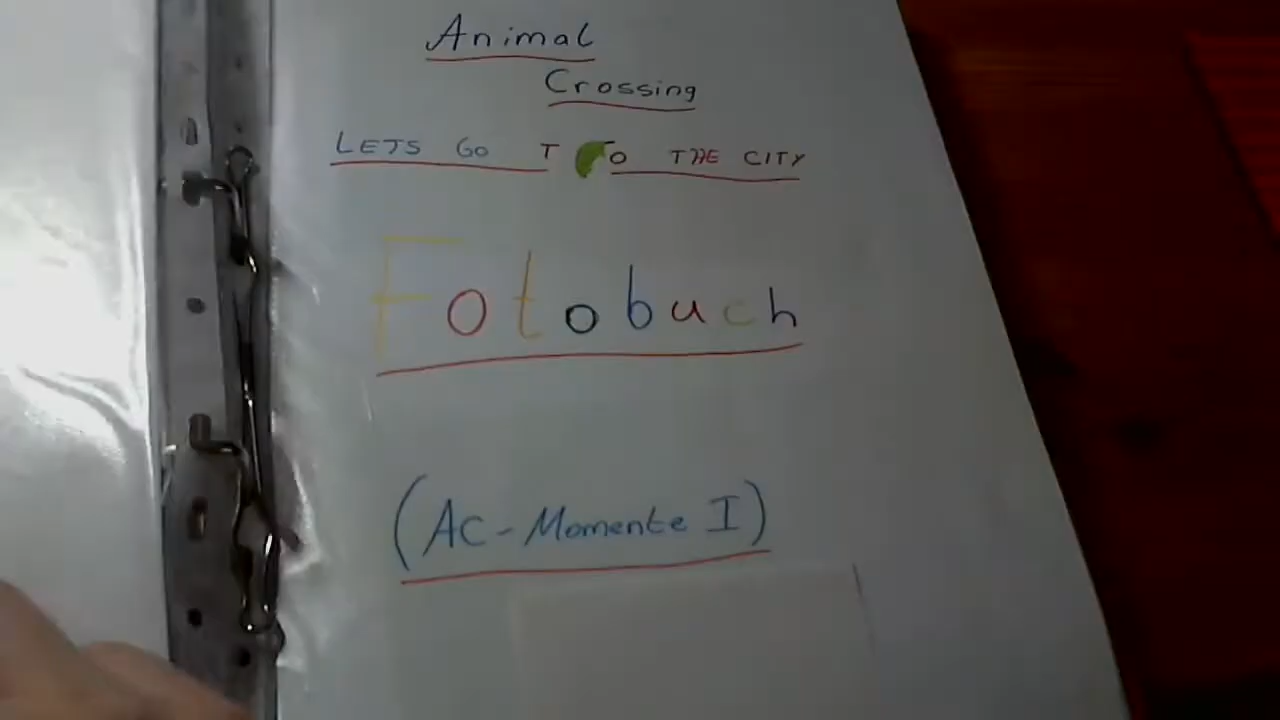 Animal
Crossing
LETS GO T TO THE CITY
Fotobuch
(AC-Momente I)